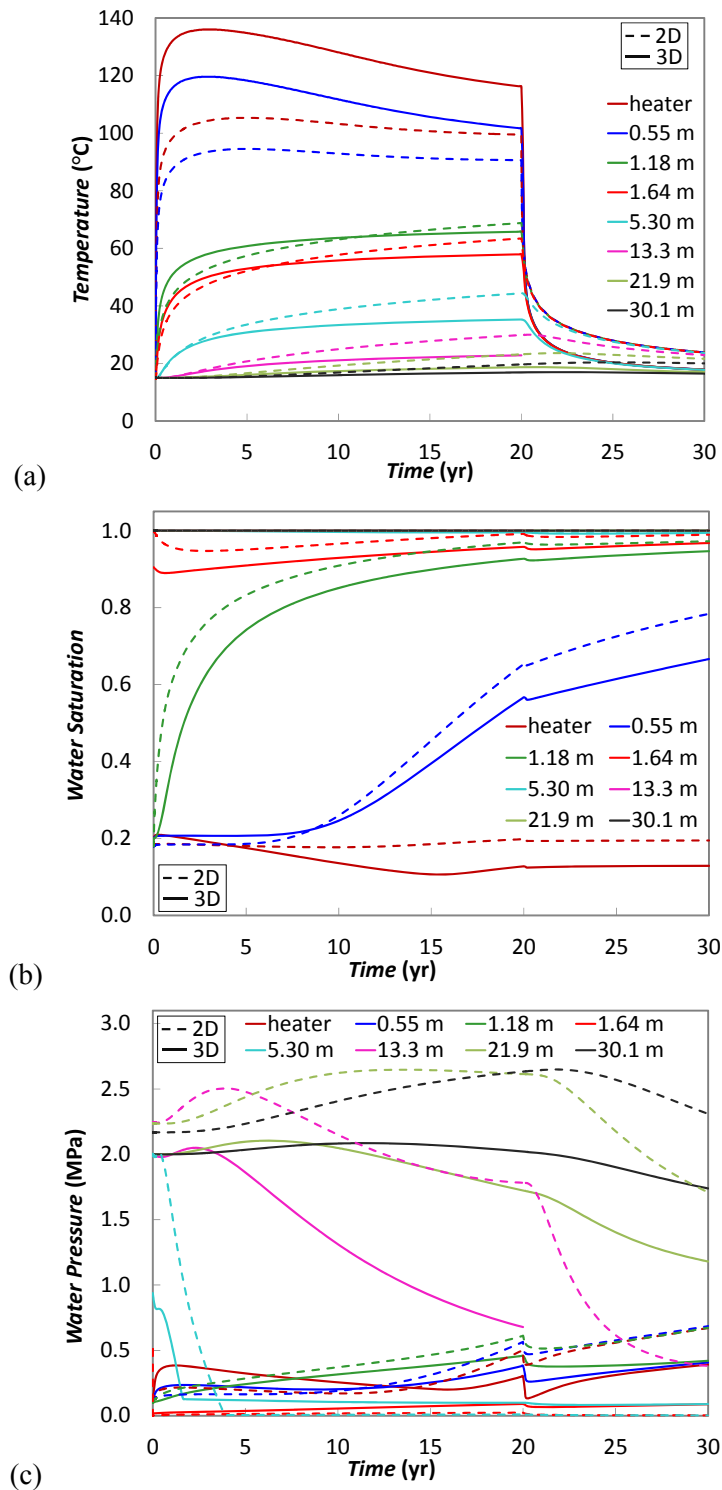 140
120
100
80
60
40
20
0
Temperature (°C)
2D
3D
heater
0.55 m
1.18 m
1.64 m
5.30 m
13.3 m
21.9 m
30.1 m
0 5 10 15 20 25 30
Time (yr)
(a)
1.0
0.8
0.6
0.4
0.2
0.0
Water Saturation
heater 0.55 m
1.18 m 1.64 m
5.30 m 13.3 m
21.9 m 30.1 m
2D
3D
0 5 10 15 20 25 30
Time (yr)
(b)
3.0
2.5
2.0
1.5
1.0
0.5
0.0
Water Pressure (MPa)
2D
3D
heater 0.55 m 1.18 m 1.64 m
5.30 m 13.3 m 21.9 m 30.1 m
0 5 10 15 20 25 30
Time (yr)
(c)